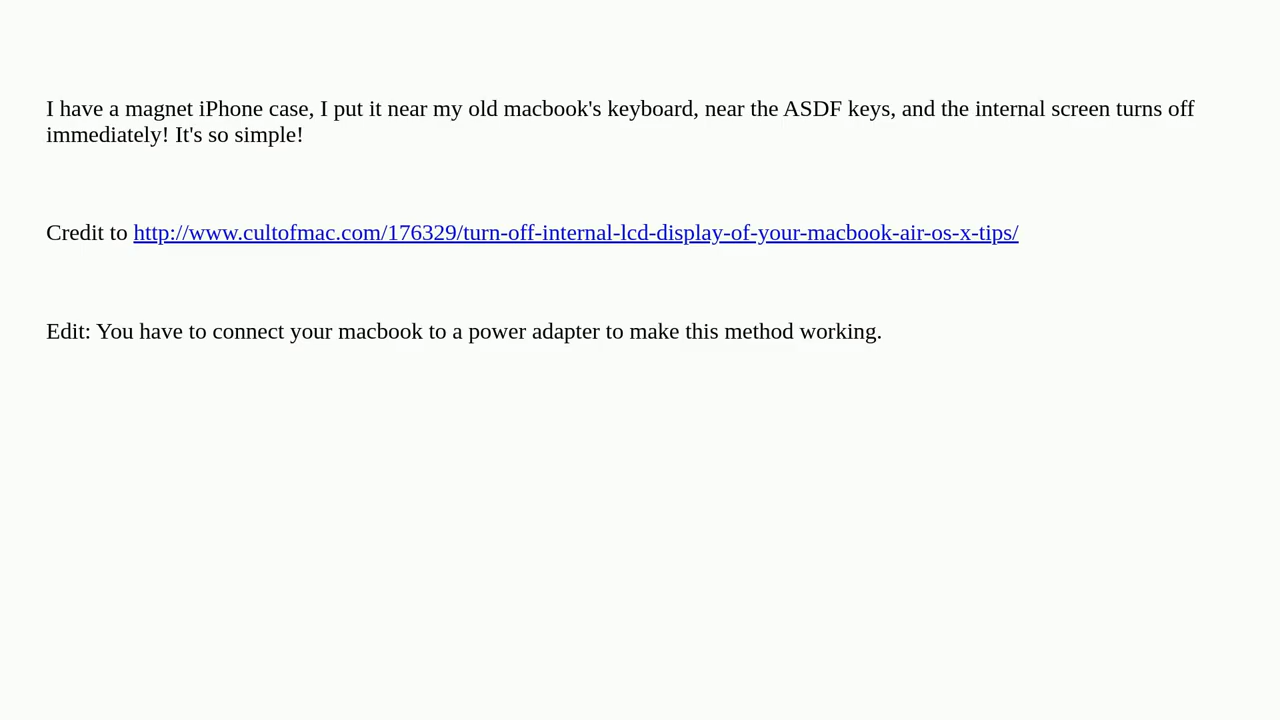 I have a magnet iPhone case, I put it near my old macbook's keyboard, near the ASDF keys, and the internal screen turns off
immediately! It's so simple!
Credit to http://www.cultofmac.com/176329/turn-off-internal-lcd-display-of-your-macbook-air-os-x-tips/
Edit: You have to connect your macbook to a power adapter to make this method working.